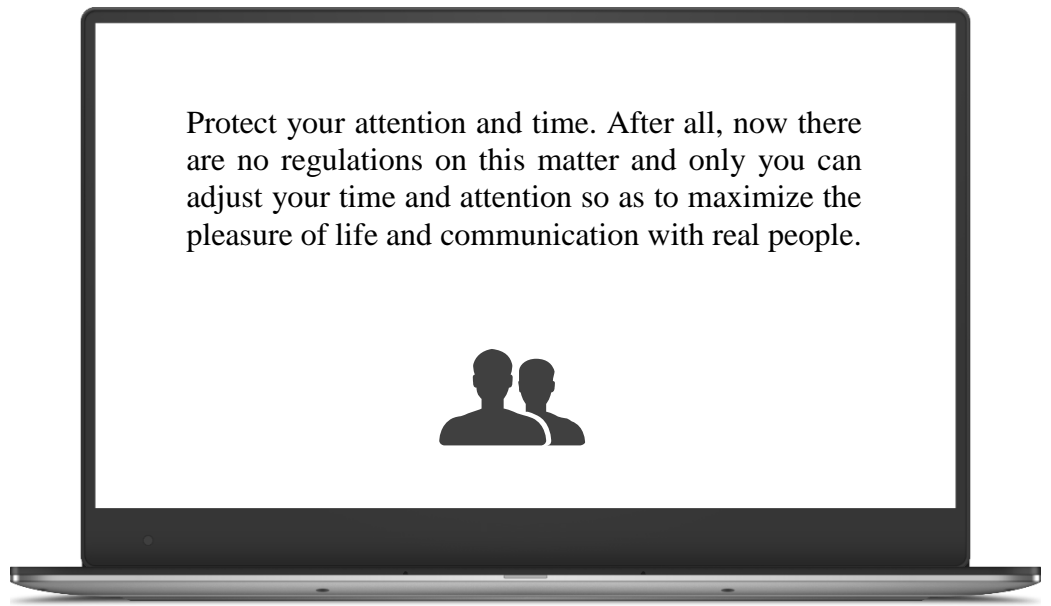 Protect your attention and time. After all, now there
are no regulations on this matter and only you can
adjust your time and attention so as to maximize the
pleasure of life and communication with real people.